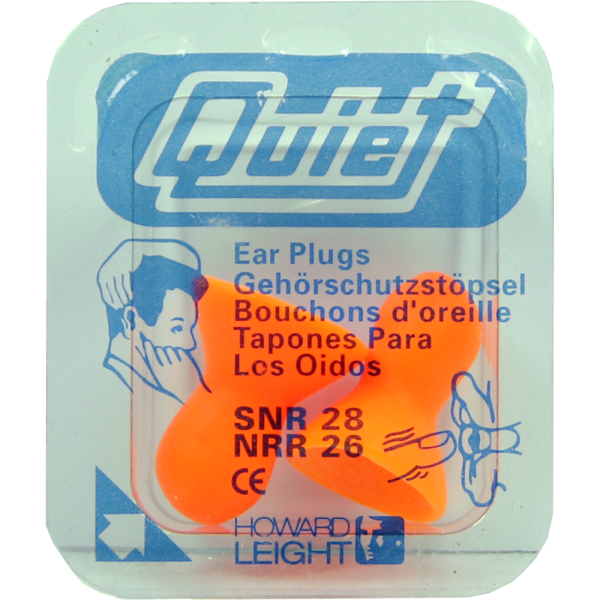 Quiet
Ear Plugs
Gehörschutzstöpsel
Bouchons d'oreille
Tapones Para
Los Oidos
SNR 28
NRR 26
CE
HOWARD
LEIGHT